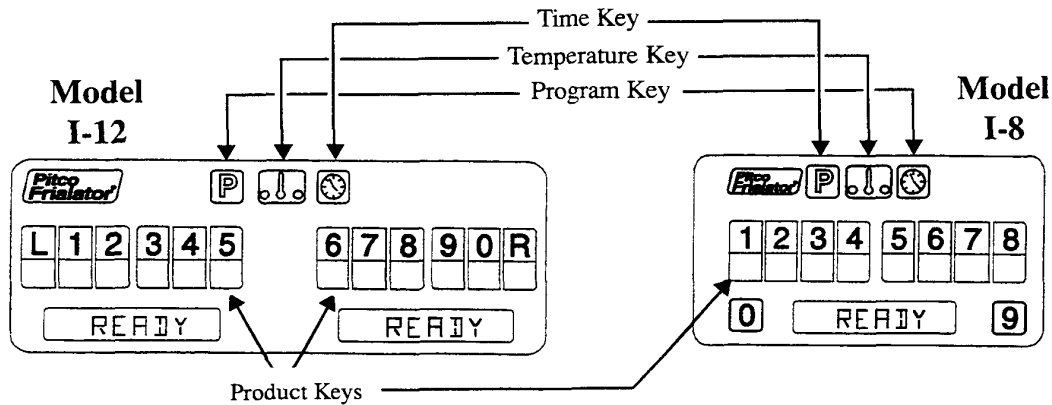 Time Key
Temperature Key
Program Key
Model
I-12
Model
I-8
Pitco
Frialator
P
L 1 2 3 4 5 6 7 8 9 0 R
READY READY
Pitco
Frialator
P
1 2 3 4 5 6 7 8
0 READY 9
Product Keys